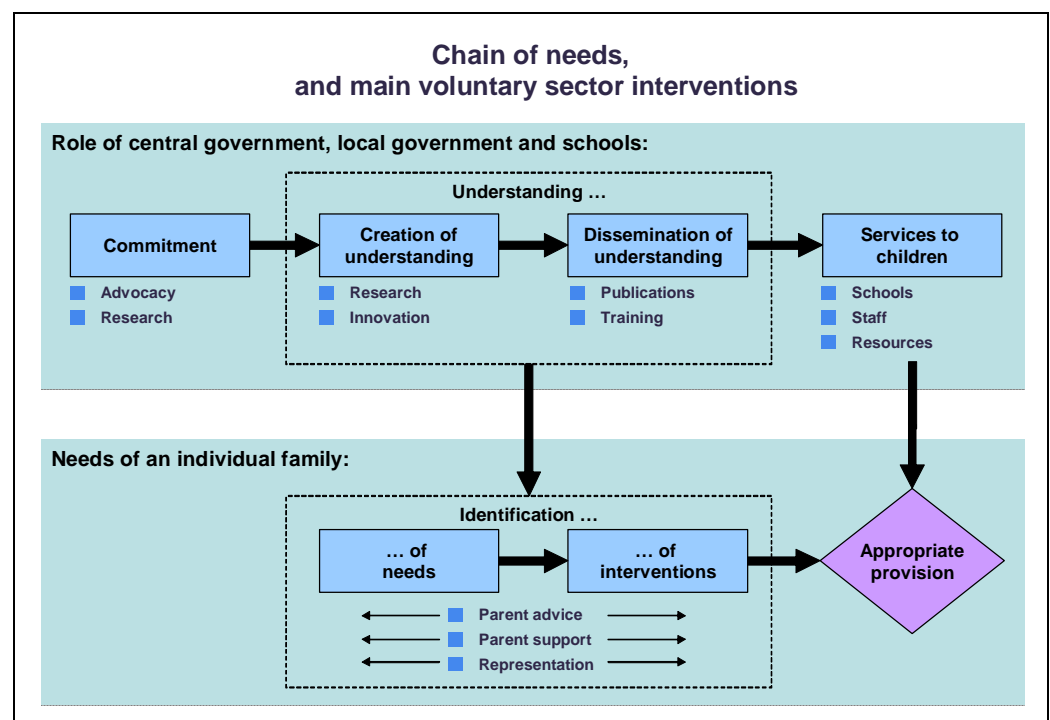 Chain of needs,
and main voluntary sector interventions
Role of central government, local government and schools:
Understanding …
Commitment
Creation of
understanding
Dissemination of
understanding
Services to
children
Advocacy
Research
Research
Innovation
Publications
Training
Schools
Staff
Resources
Needs of an individual family:
Identification …
… of
needs
… of
interventions
Appropriate
provision
Parent advice
Parent support
Representation